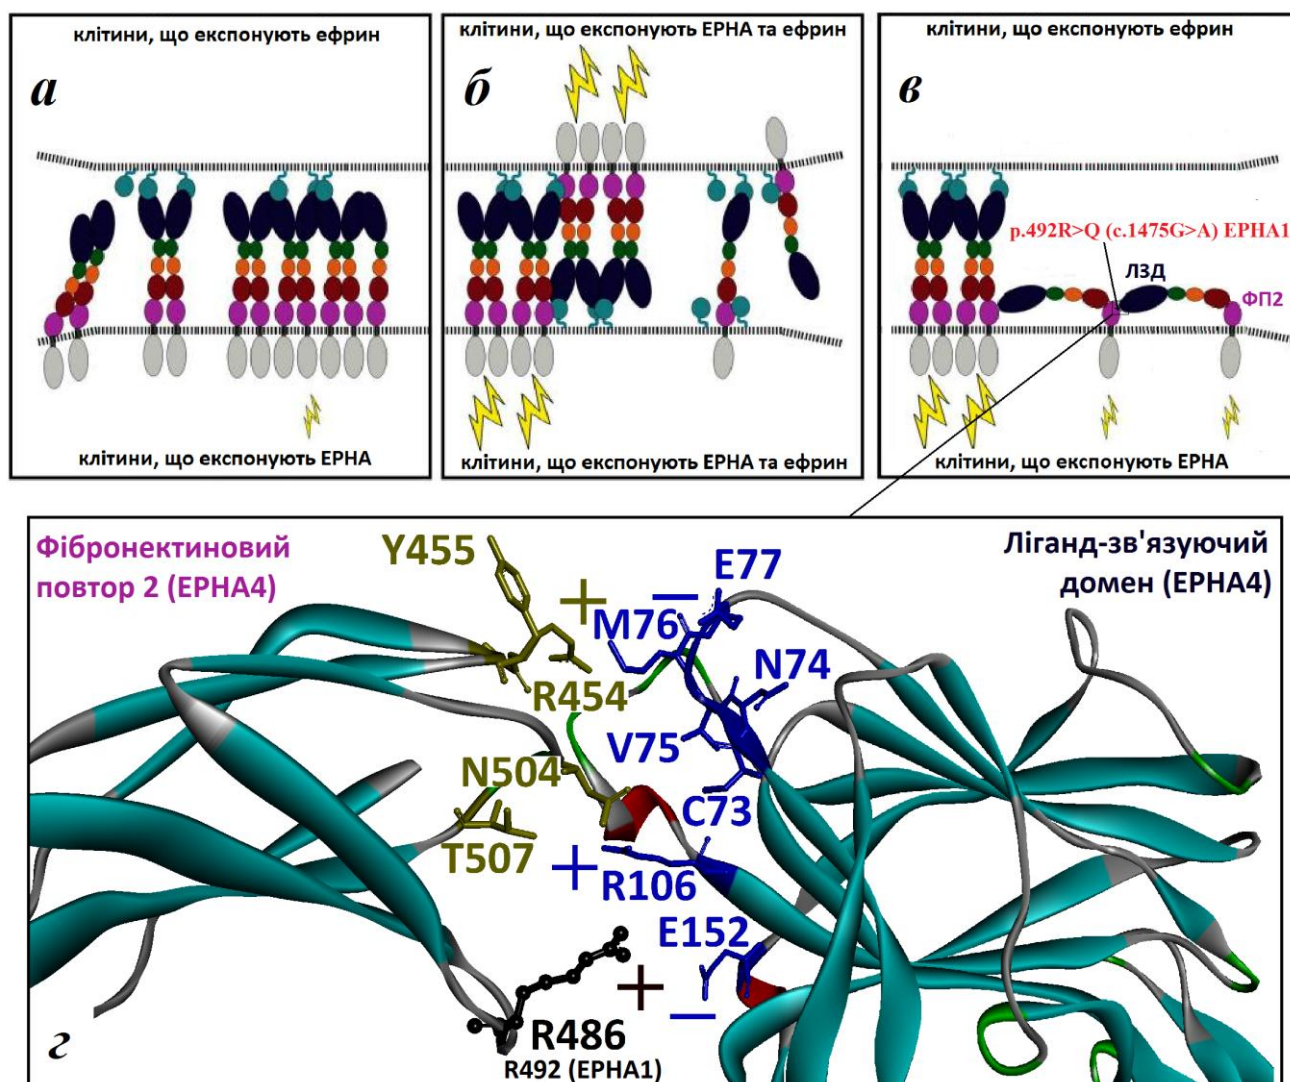 клітини, що експонують ефрин
а
клітини, що експонують EPHA
клітини, що експонують EPHA та ефрин
б
клітини, що експонують EPHA та ефрин
клітини, що експонують ефрин
в
p.492R>Q (c.1475G>A) EPHA1
ЛЗД
ФП2
клітини, що експонують EPHA
Фібронектиновий
повтор 2 (EPHA4)
Ліганд-зв'язуючий
домен (EPHA4)
Y455
+
–
E77
M76
N74
R454
V75
N504
C73
T507
+
R106
E152
+
–
R486
R492 (EPHA1)
г